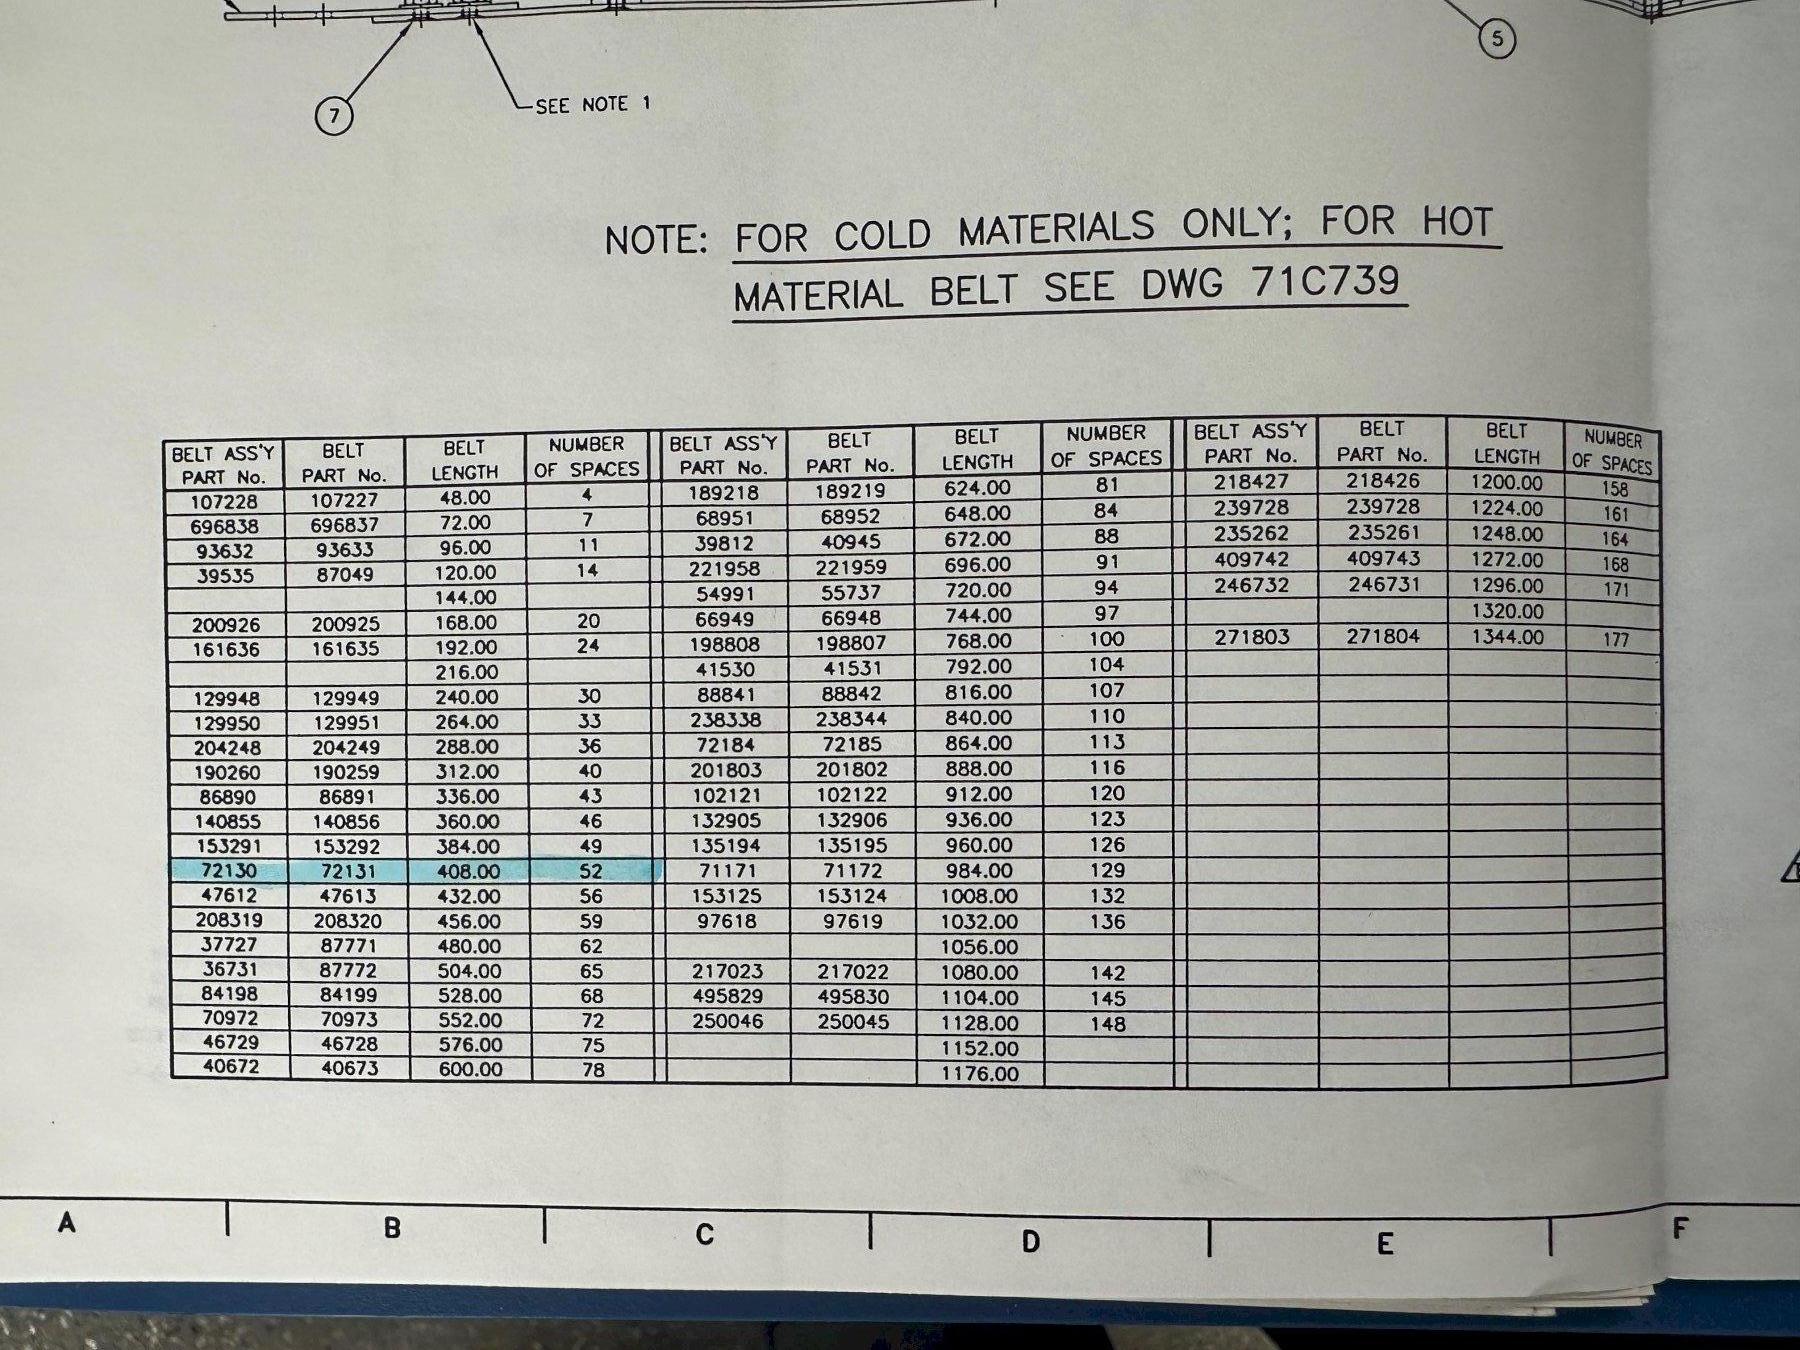 5
7
SEE NOTE 1
NOTE: FOR COLD MATERIALS ONLY; FOR HOT
MATERIAL BELT SEE DWG 71C739
BELT ASS'Y PART No. BELT PART No. BELT LENGTH NUMBER OF SPACES BELT ASS'Y PART No. BELT PART No. BELT LENGTH NUMBER OF SPACES BELT ASS'Y PART No. BELT PART No. BELT LENGTH NUMBER OF SPACES
107228 107227 48.00 4 189218 189219 624.00 81 218427 218426 1200.00 158
696838 696837 72.00 7 68951 68952 648.00 84 239728 239728 1224.00 161
93632 93633 96.00 11 39812 40945 672.00 88 235262 235261 1248.00 164
39535 87049 120.00 14 221958 221959 696.00 91 409742 409743 1272.00 168
144.00 54991 55737 720.00 94 246732 246731 1296.00 171
200926 200925 168.00 20 66949 66948 744.00 97 1320.00
161636 161635 192.00 24 198808 198807 768.00 100 271803 271804 1344.00 177
216.00 41530 41531 792.00 104
129948 129949 240.00 30 88841 88842 816.00 107
129950 129951 264.00 33 238338 238344 840.00 110
204248 204249 288.00 36 72184 72185 864.00 113
190260 190259 312.00 40 201803 201802 888.00 116
86890 86891 336.00 43 102121 102122 912.00 120
140855 140856 360.00 46 132905 132906 936.00 123
153291 153292 384.00 49 135194 135195 960.00 126
72130 72131 408.00 52 71171 71172 984.00 129
47612 47613 432.00 56 153125 153124 1008.00 132
208319 208320 456.00 59 97618 97619 1032.00 136
37727 87771 480.00 62 1056.00
36731 87772 504.00 65 217023 217022 1080.00 142
84198 84199 528.00 68 495829 495830 1104.00 145
70972 70973 552.00 72 250046 250045 1128.00 148
46729 46728 576.00 75 1152.00
40672 40673 600.00 78 1176.00
A B C D E F